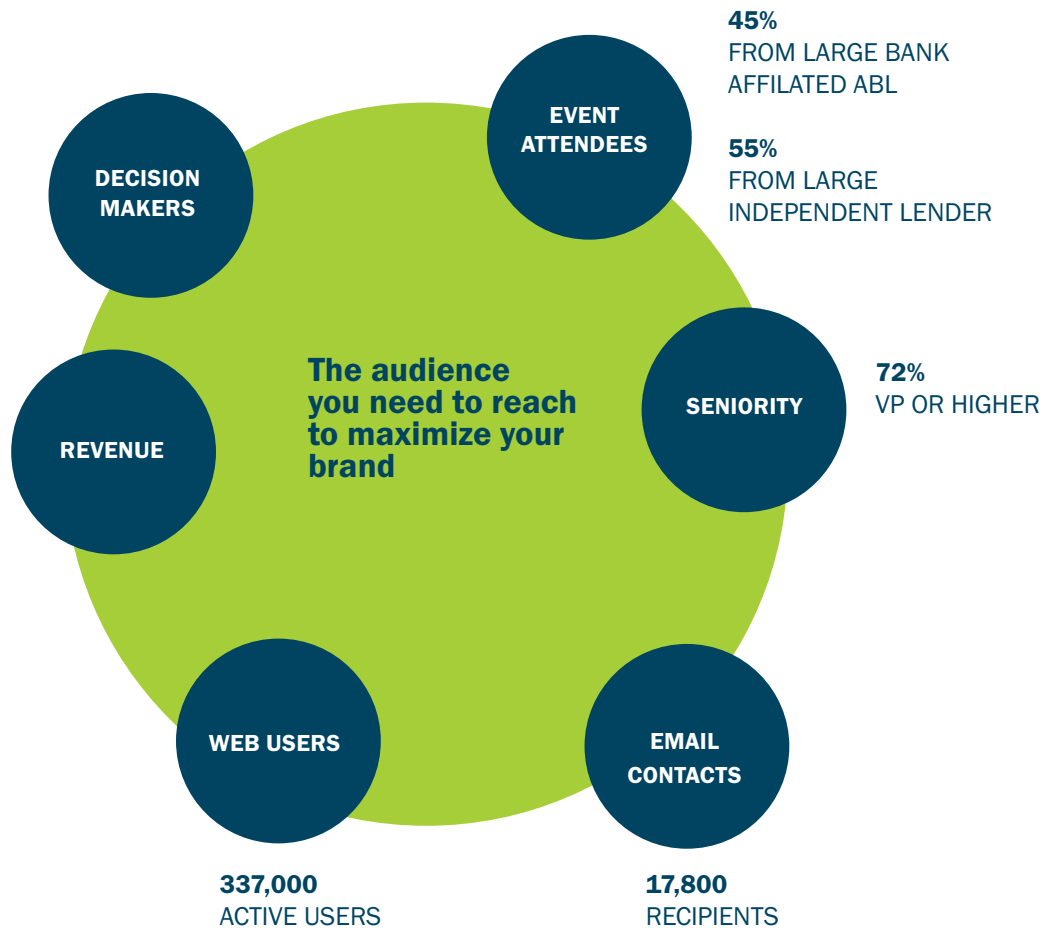 45%
FROM LARGE BANK
AFFILATED ABL
EVENT
ATTENDEES
55%
FROM LARGE
INDEPENDENT LENDER
DECISION
MAKERS
The audience
you need to reach
to maximize your
brand
SENIORITY
72%
VP OR HIGHER
REVENUE
WEB USERS
337,000
ACTIVE USERS
EMAIL
CONTACTS
17,800
RECIPIENTS